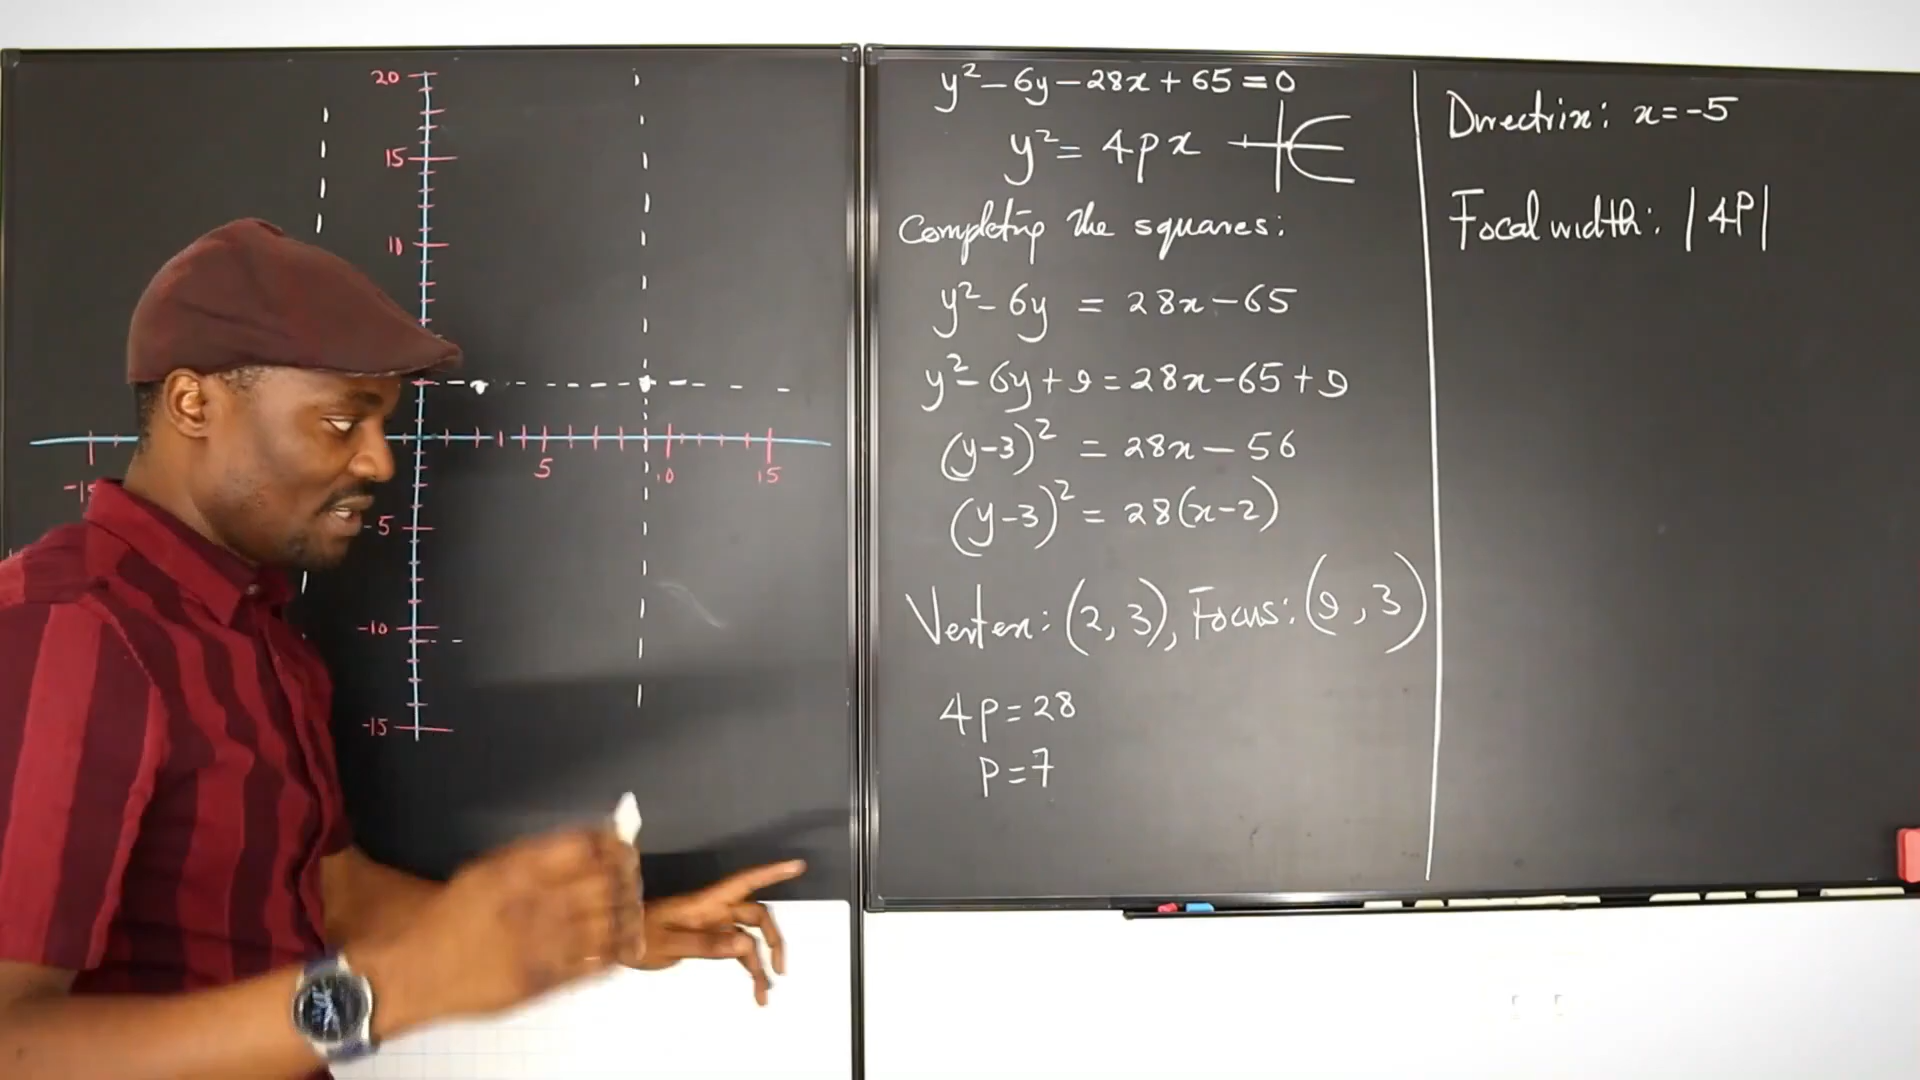 20
15
10
5
10
15
-15
-5
-10
-15
y² - 6y - 28x + 65 = 0
y² = 4px
Completing the squares:
y² - 6y = 28x - 65
y² - 6y + 9 = 28x - 65 + 9
(y-3)² = 28x - 56
(y-3)² = 28(x-2)
Vertex: (2, 3), Focus: (9, 3)
4p = 28
p = 7
Directrix: x = -5
Focal width: |4P|